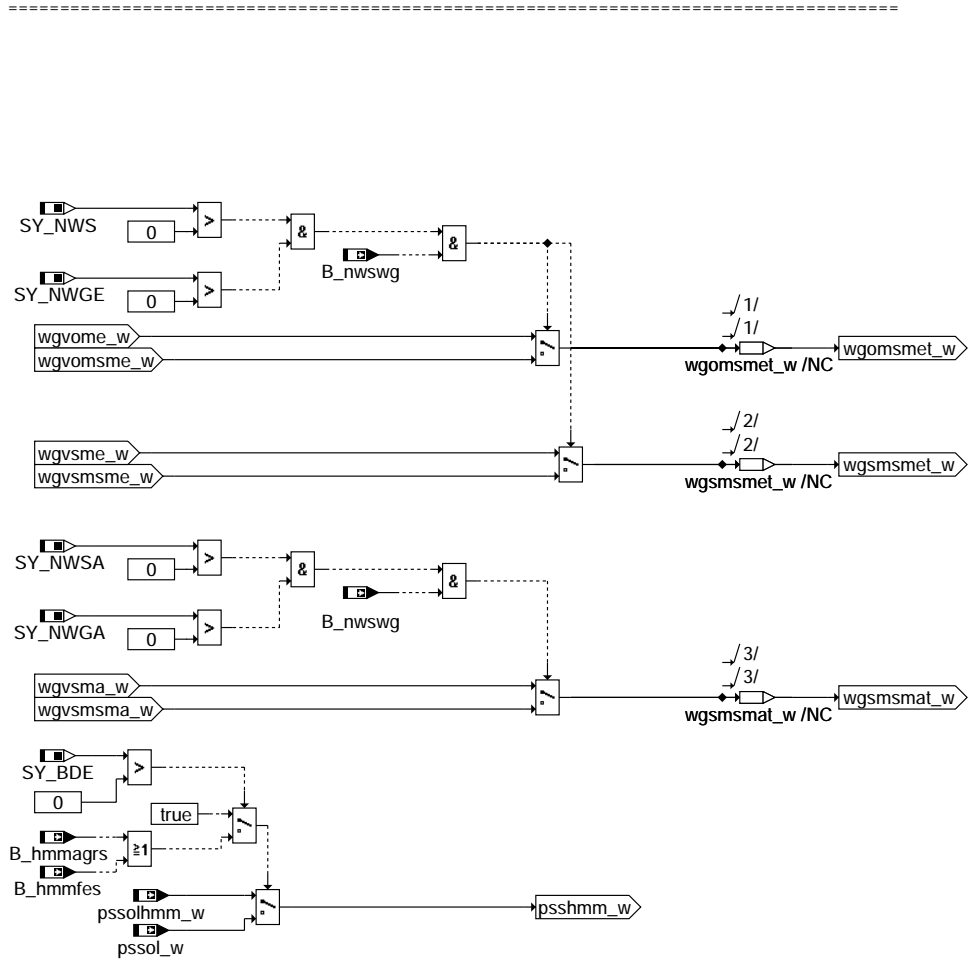 ==========================================================================================
SY_NWS
0
>
&
B_nwswg
&
SY_NWGE
0
>
wgvome_w
wgvomsme_w
1/
1/
wgomsmet_w /NC
wgomsmet_w
wgvsme_w
wgvsmsme_w
2/
2/
wgsmsmet_w /NC
wgsmsmet_w
SY_NWSA
0
>
&
B_nwswg
&
SY_NWGA
0
>
wgvsma_w
wgvsmsma_w
3/
3/
wgsmsmat_w /NC
wgsmsmat_w
SY_BDE
0
>
true
B_hmmagrs
≥1
B_hmmfes
pssolhmm_w
pssol_w
psshmm_w